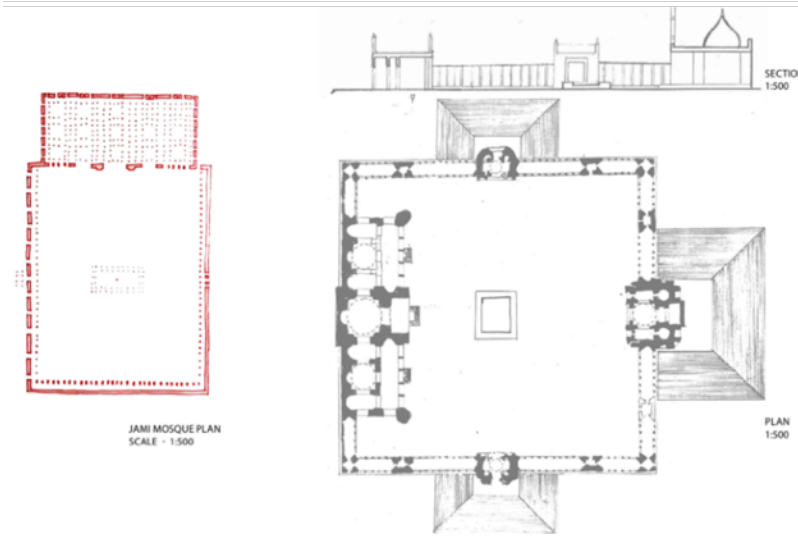 SECTIO
1:500
JAMI MOSQUE PLAN
SCALE - 1:500
PLAN
1:500